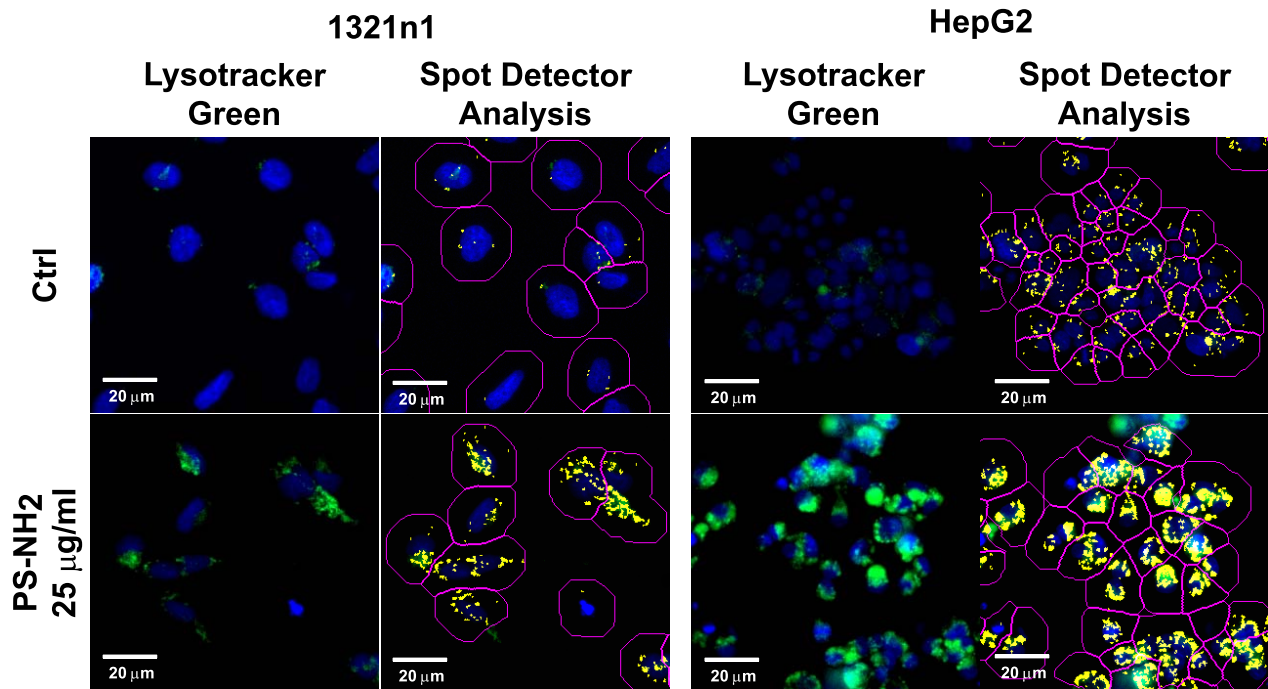 1321n1
HepG2
Lysotracker
Green
Spot Detector
Analysis
Lysotracker
Green
Spot Detector
Analysis
Ctrl
20 μm
20 μm
20 μm
20 μm
PS-NH2
25 μg/ml
20 μm
20 μm
20 μm
20 μm